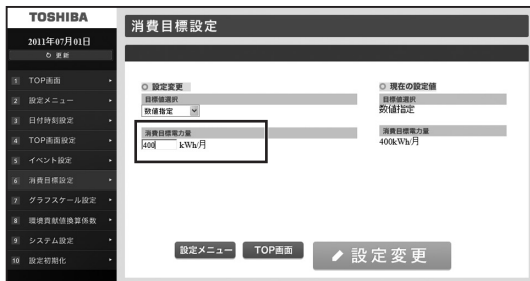 TOSHIBA
2011年07月01日
更新
1 TOP画面
2 設定メニュー
3 日付時刻設定
4 TOP画面設定
5 イベント設定
6 消費目標設定
7 グラフスケール設定
8 環境貢献値換算係数
9 システム設定
10 設定初期化
消費目標設定
設定変更
目標値選択
数値指定
消費目標電力量
400 kWh/月
現在の設定値
目標値選択
数値指定
消費目標電力量
400kWh/月
設定メニュー
TOP画面
設定変更